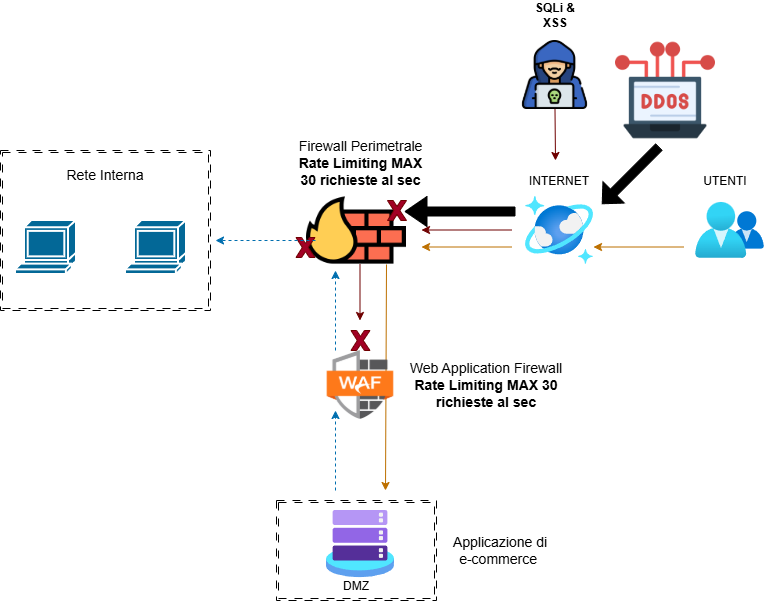 SQLi &
XSS
DDOS
Firewall Perimetrale
Rate Limiting MAX
30 richieste al sec
Rete Interna
INTERNET
UTENTI
X
X
X
WAF
Web Application Firewall
Rate Limiting MAX 30
richieste al sec
Applicazione di
e-commerce
DMZ